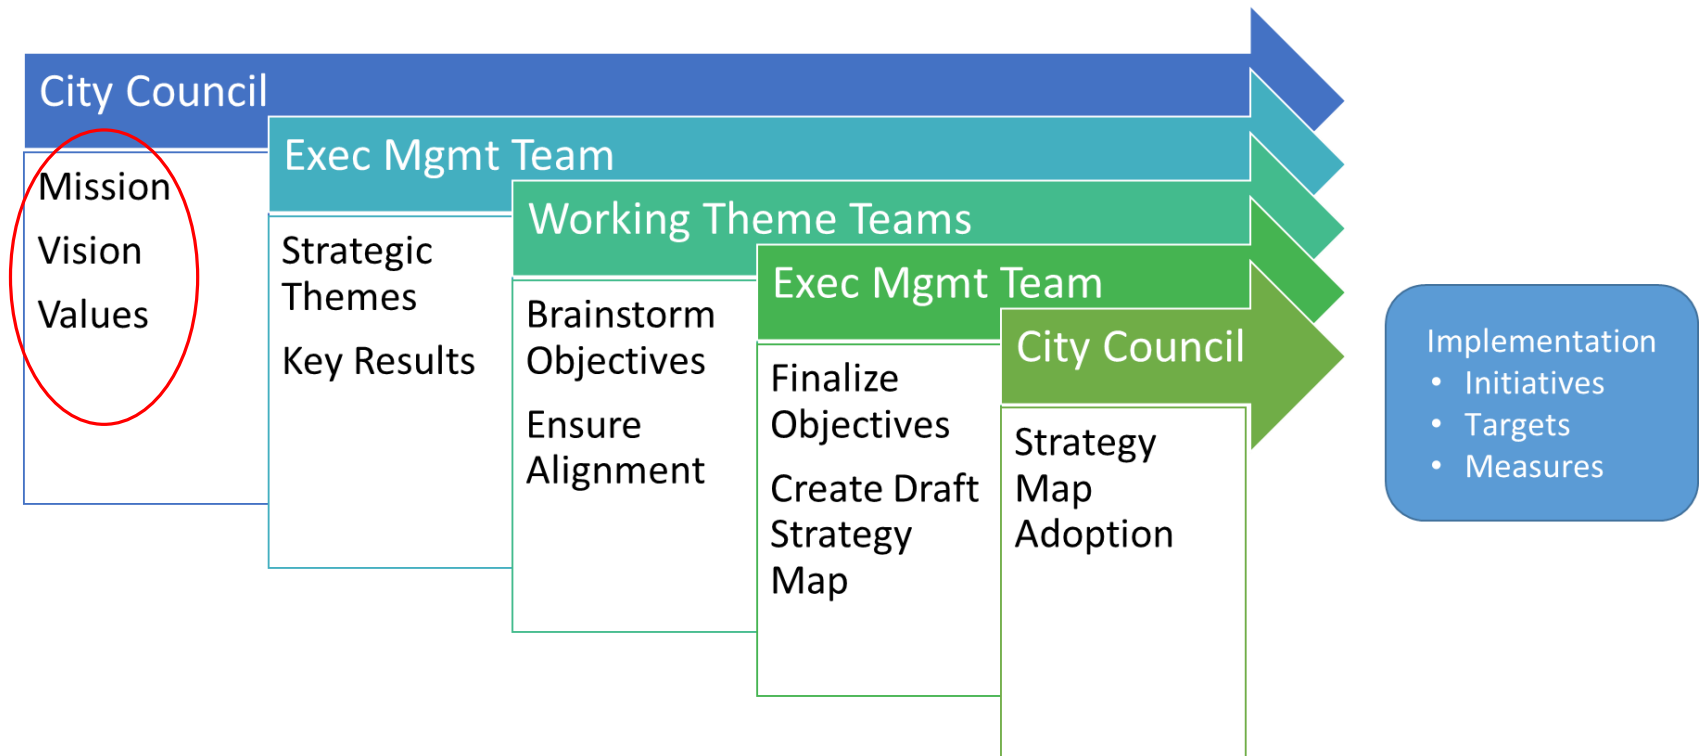 City Council
Mission
Vision
Values
Exec Mgmt Team
Strategic
Themes
Key Results
Working Theme Teams
Brainstorm
Objectives
Ensure
Alignment
Exec Mgmt Team
Finalize
Objectives
Create Draft
Strategy
Map
City Council
Strategy
Map
Adoption
Implementation
• Initiatives
• Targets
• Measures